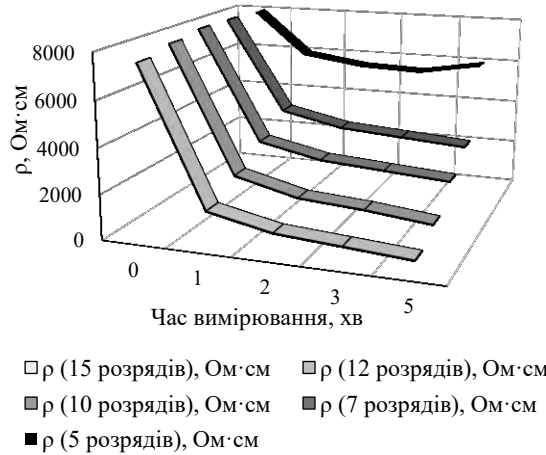 8000
6000
4000
2000
0
ρ, Ом·см
0
1
2
3
5
Час вимірювання, хв
ρ (15 розрядів), Ом·см
ρ (12 розрядів), Ом·см
ρ (10 розрядів), Ом·см
ρ (7 розрядів), Ом·см
ρ (5 розрядів), Ом·см